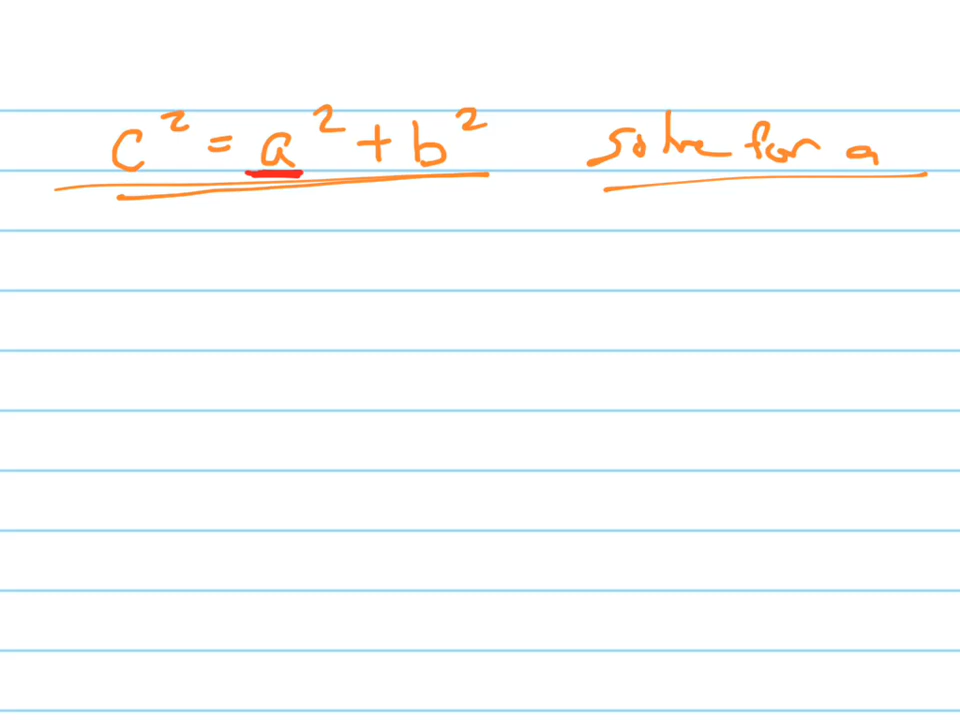 c² = a² + b² solve for a